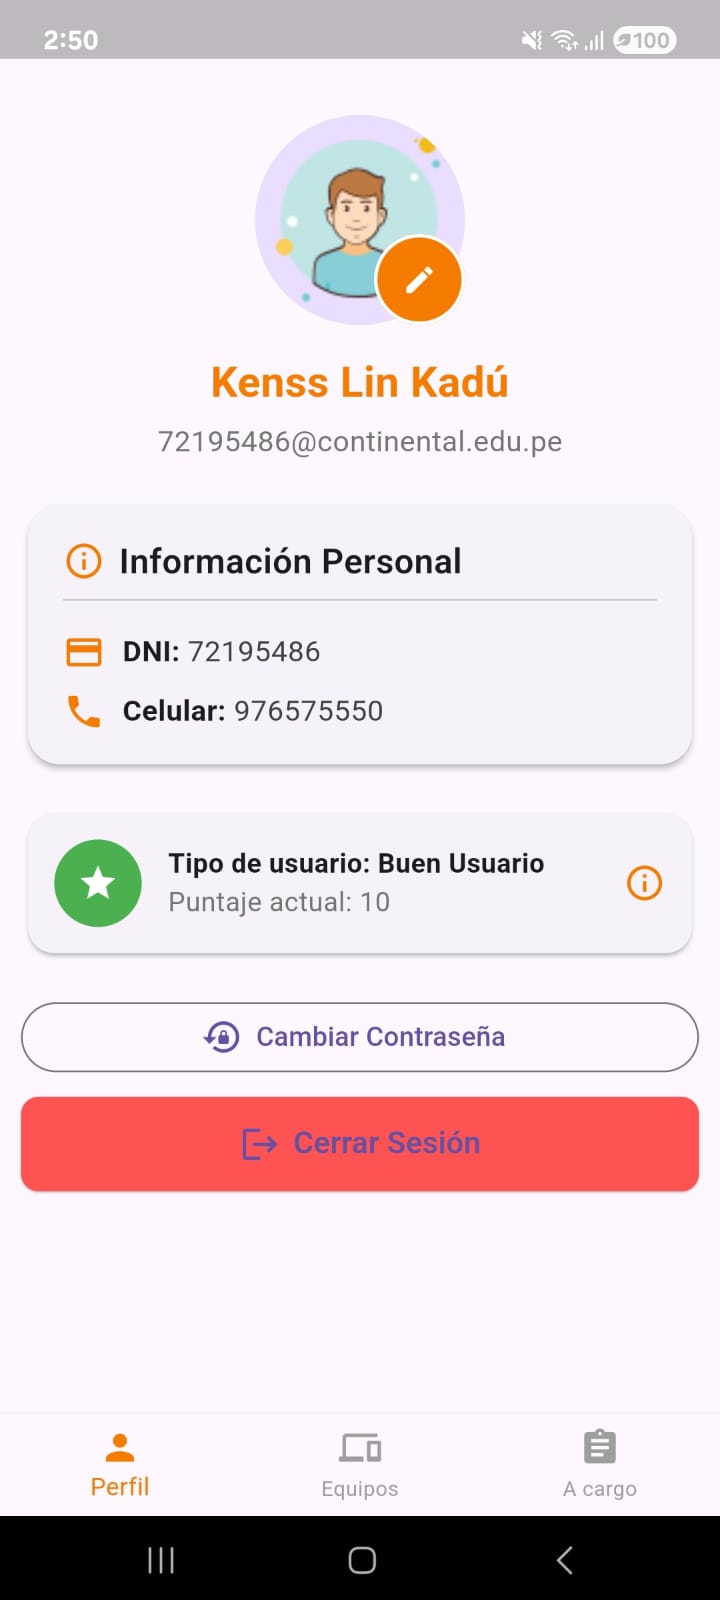 2:50
100
Kenss Lin Kadú
72195486@continental.edu.pe
Información Personal
DNI: 72195486
Celular: 976575550
Tipo de usuario: Buen Usuario
Puntaje actual: 10
Cambiar Contraseña
Cerrar Sesión
Perfil
Equipos
A cargo